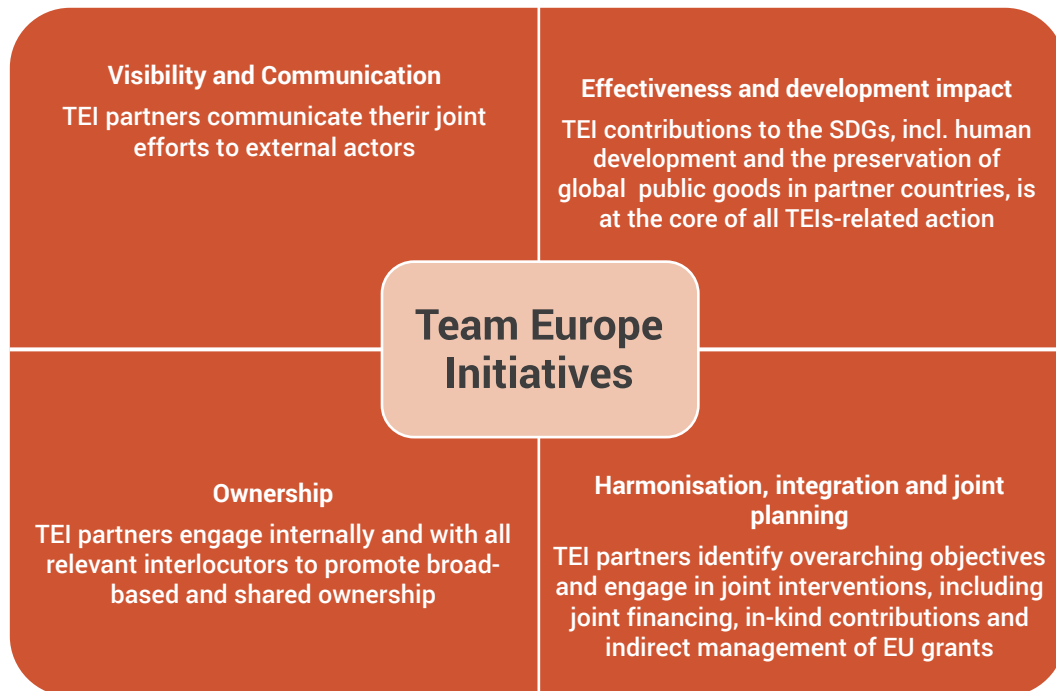 Visibility and Communication
TEI partners communicate therir joint
efforts to external actors
Effectiveness and development impact
TEI contributions to the SDGs, incl. human
development and the preservation of
global public goods in partner countries, is
at the core of all TEIs-related action
Team Europe
Initiatives
Ownership
TEI partners engage internally and with all
relevant interlocutors to promote broad-
based and shared ownership
Harmonisation, integration and joint
planning
TEI partners identify overarching objectives
and engage in joint interventions, including
joint financing, in-kind contributions and
indirect management of EU grants